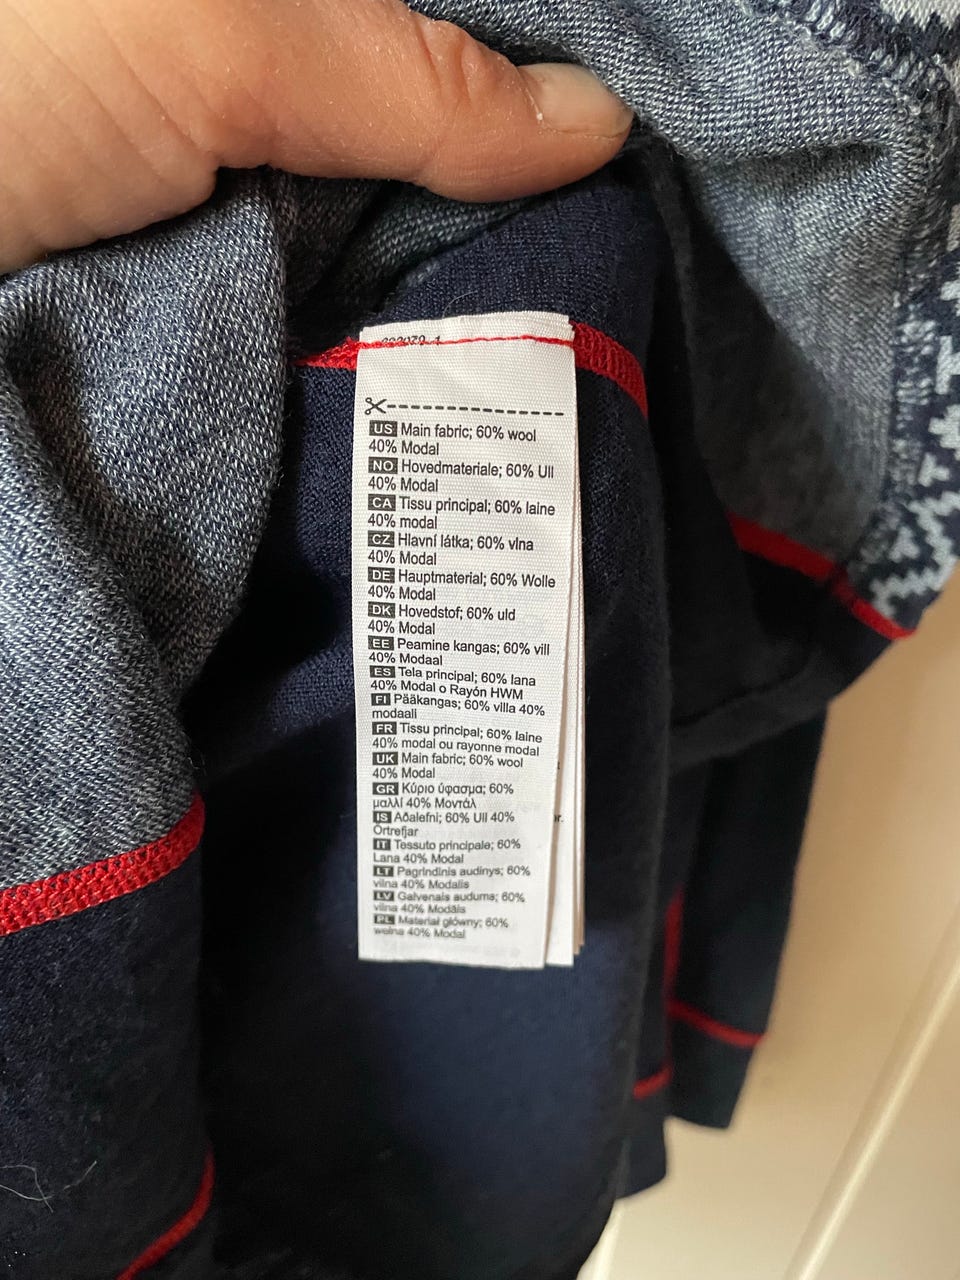 US Main fabric; 60% wool
40% Modal
NO Hovedmateriale; 60% Ull
40% Modal
CA Tissu principal; 60% laine
40% modal
CZ Hlavní látka; 60% vlna
40% Modal
DE Hauptmaterial; 60% Wolle
40% Modal
DK Hovedstof; 60% uld
40% Modal
EE Peamine kangas; 60% vill
40% Modaal
ES Tela principal; 60% lana
40% Modal o Rayón HWM
FI Pääkangas; 60% villa 40%
modaali
FR Tissu principal; 60% laine
40% modal ou rayonne modal
UK Main fabric; 60% wool
40% Modal
GR Κύριο ύφασμα; 60%
μαλλί 40% Μοντάλ
IS Aðalefni; 60% Ull 40%
Örtrefjar
IT Tessuto principale; 60%
Lana 40% Modal
LT Pagrindinis audinys; 60%
vilna 40% Modalis
LV Galvenais audums; 60%
vilna 40% Modāls
PL Materiał główny; 60%
wełna 40% Modal